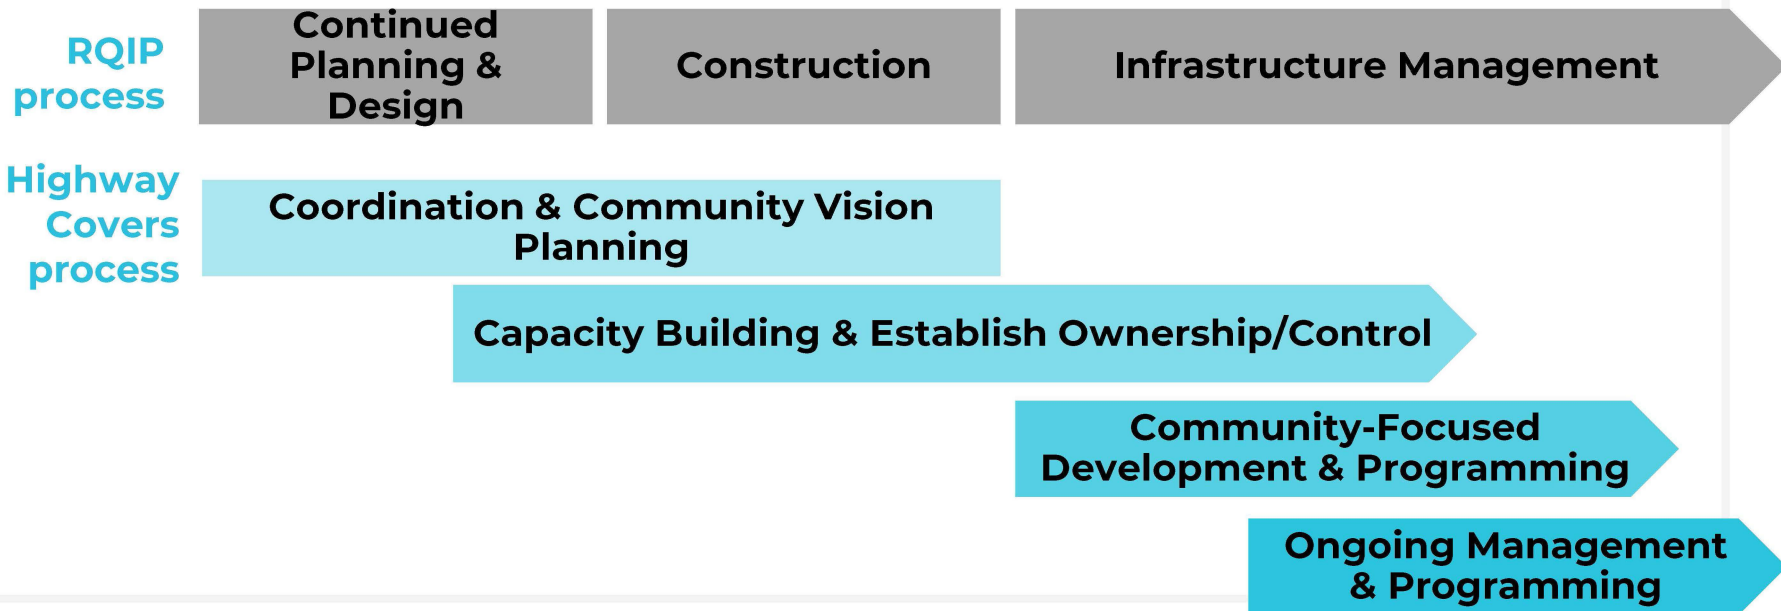 RQIP
process
Continued
Planning &
Design
Construction
Infrastructure Management
Highway
Covers
process
Coordination & Community Vision
Planning
Capacity Building & Establish Ownership/Control
Community-Focused
Development & Programming
Ongoing Management
& Programming